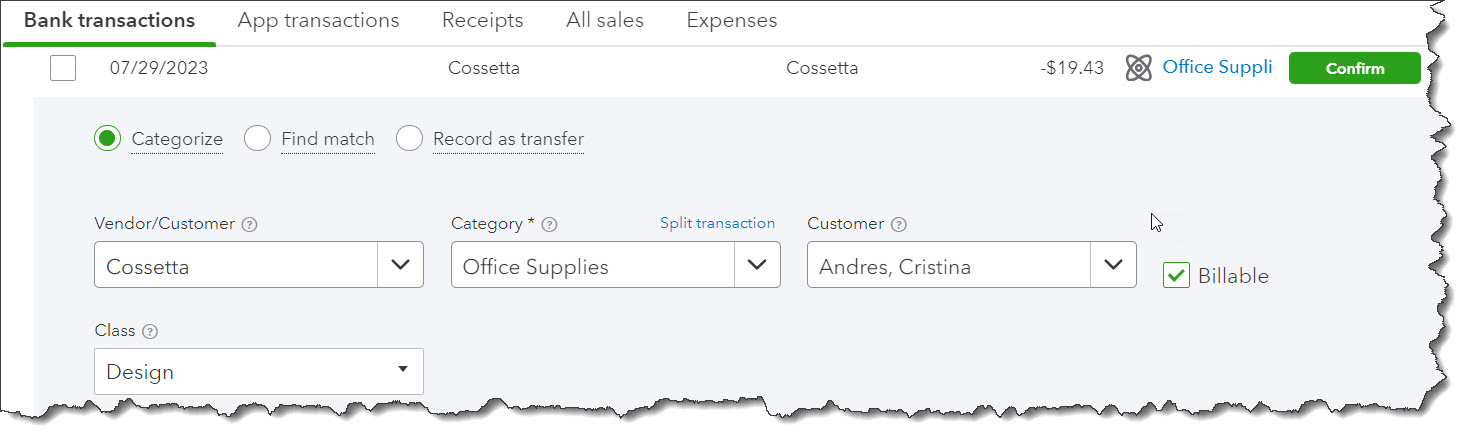 Bank transactions App transactions Receipts All sales Expenses
07/29/2023 Cossetta Cossetta -$19.43 Office Suppli Confirm
Categorize Find match Record as transfer
Vendor/Customer ? Category * ? Split transaction Customer ?
Cossetta Office Supplies Andres, Cristina Billable
Class ?
Design